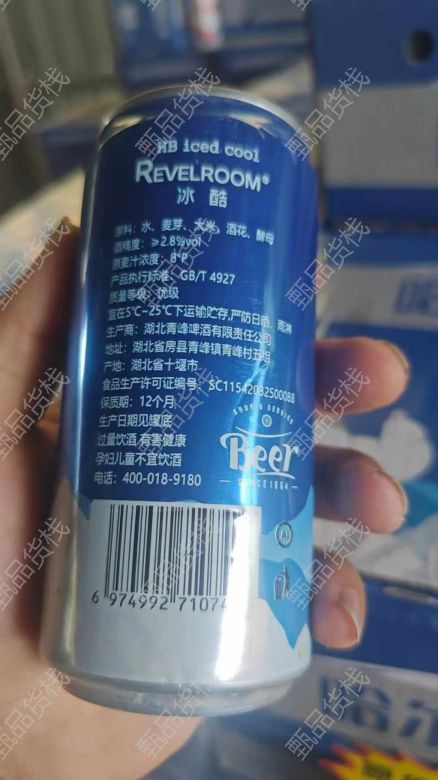 HB iced cool
REVELROOM®
冰酷
原料：水、麦芽、大米、酒花、酵母
酒精度：≥2.8%vol
原麦汁浓度：8°P
产品执行标准：GB/T 4927
质量等级：优级
宜在5℃-25℃下运输贮存,严防日晒、雨淋
生产商：湖北青峰啤酒有限责任公司
地址：湖北省房县青峰镇青峰村五组
产地：湖北省十堰市
食品生产许可证编号：SC11542032500088
保质期：12个月
生产日期见罐底
过量饮酒,有害健康
孕妇儿童不宜饮酒
电话：400-018-9180
Beer
6 974992 71074
哈尔
甄品货栈